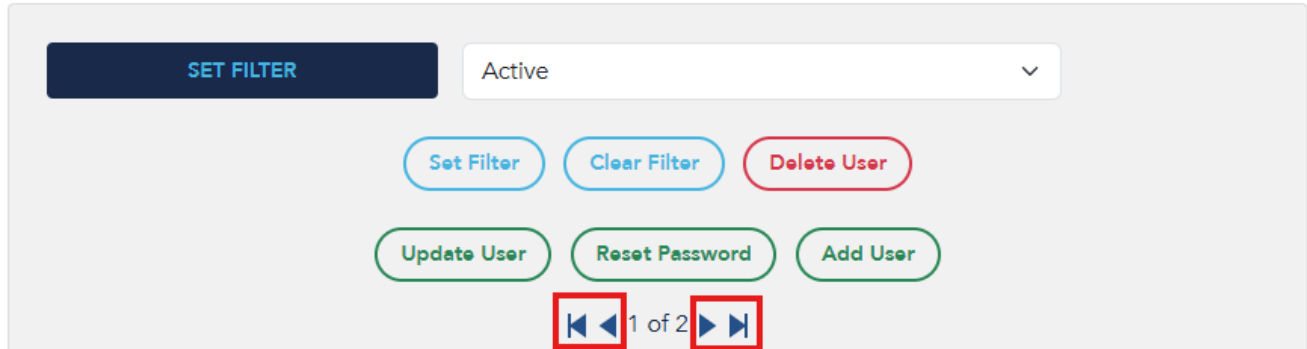 SET FILTER Active
Set Filter Clear Filter Delete User
Update User Reset Password Add User
1 of 2